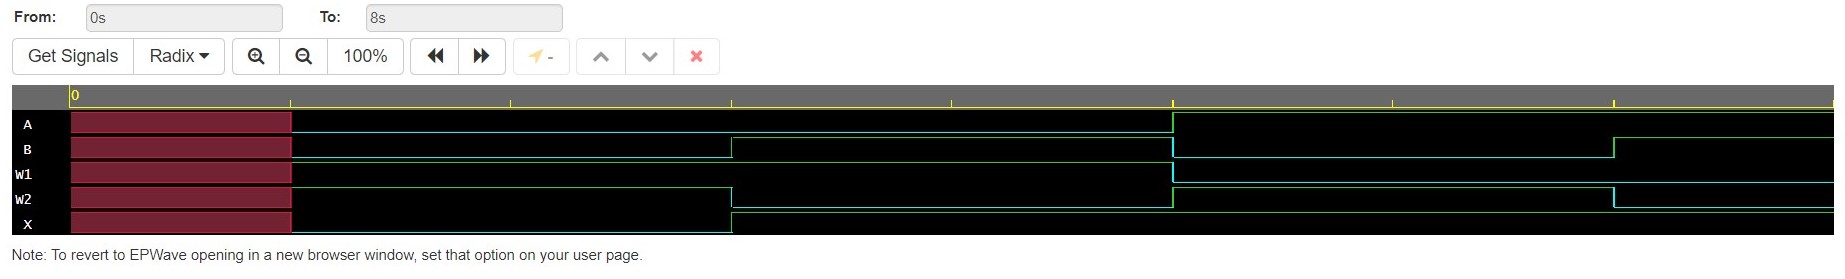 From: 0s To: 8s
Get Signals Radix 100% -
0
A
B
W1
W2
X
Note: To revert to EPWave opening in a new browser window, set that option on your user page.